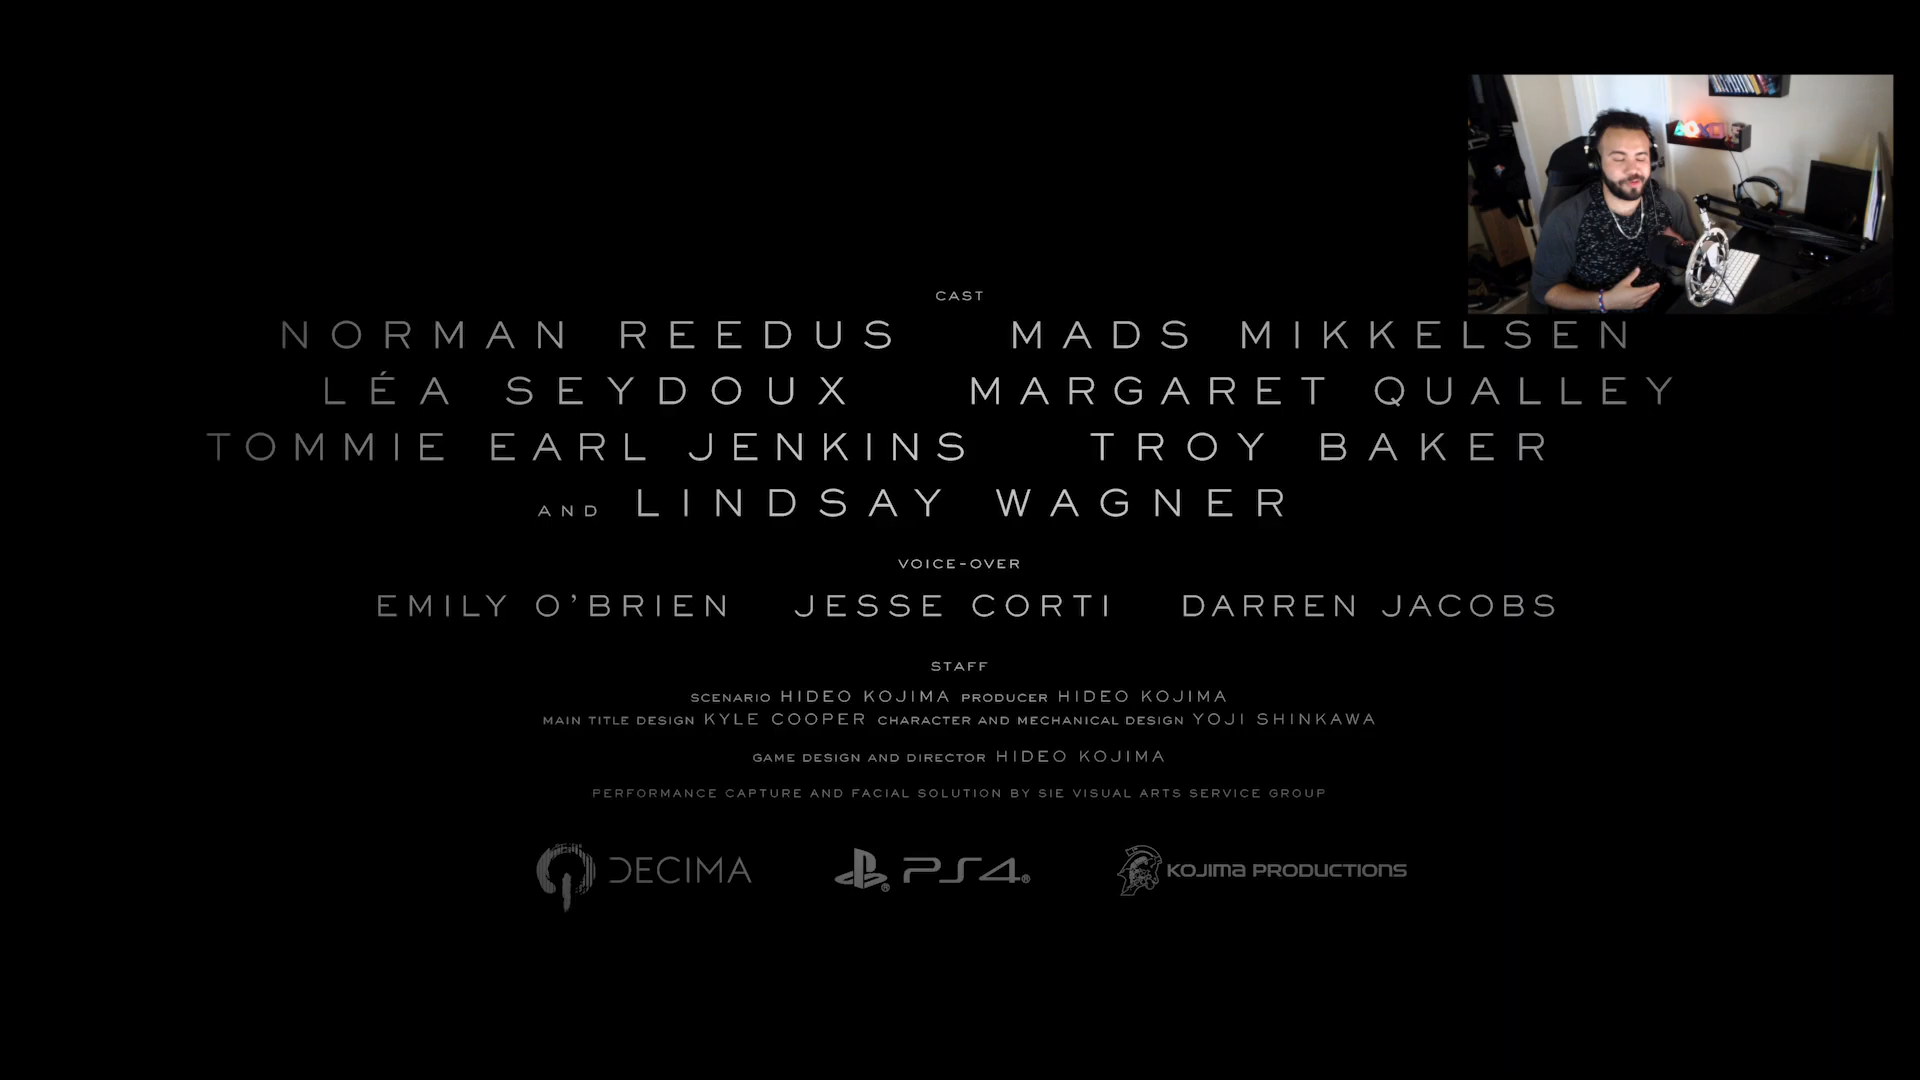 CAST
NORMAN REEDUS MADS MIKKELSEN
LÉA SEYDOUX MARGARET QUALLEY
TOMMIE EARL JENKINS TROY BAKER
AND LINDSAY WAGNER
VOICE-OVER
EMILY O’BRIEN JESSE CORTI DARREN JACOBS
STAFF
SCENARIO HIDEO KOJIMA PRODUCER HIDEO KOJIMA
MAIN TITLE DESIGN KYLE COOPER CHARACTER AND MECHANICAL DESIGN YOJI SHINKAWA
GAME DESIGN AND DIRECTOR HIDEO KOJIMA
PERFORMANCE CAPTURE AND FACIAL SOLUTION BY SIE VISUAL ARTS SERVICE GROUP
DECIMA PS4® KOJIMA PRODUCTIONS